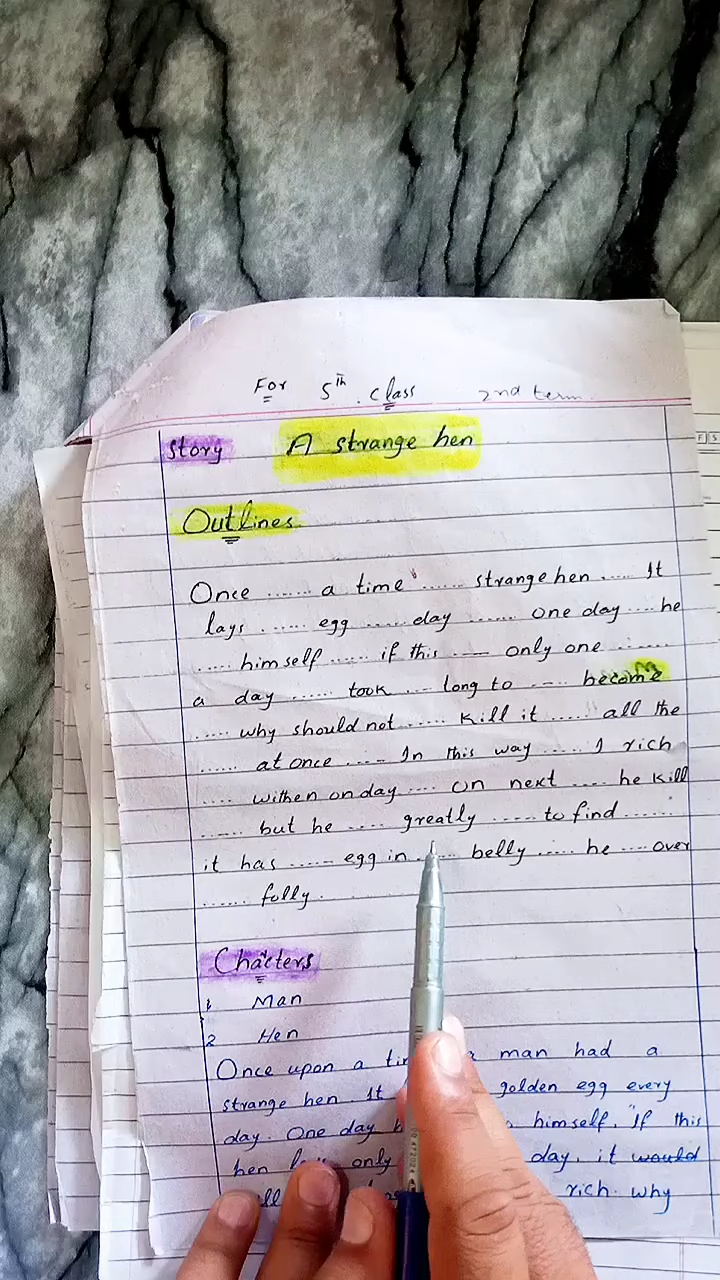 For 5th class 2nd term.
Story A strange hen
Outlines
Once ...... a time ...... strange hen .... It
lays ...... egg .... day ...... one day ... he
..... himself ..... if this ---- only one ......
a day ...... took ... long to ... become
..... why should not ..... kill it ..... all the
...... at once .... In this way ..... I rich
.... withen on day .... on next .... he kill
...... but he .... greatly ..... to find ......
it has ..... egg in .... belly ..... he ... over
...... folly.
Chacters
1 Man
2 Hen
Once upon a man had a
strange hen. It golden egg every
day. One day himself. "If this
hen only day, it would
rich. why